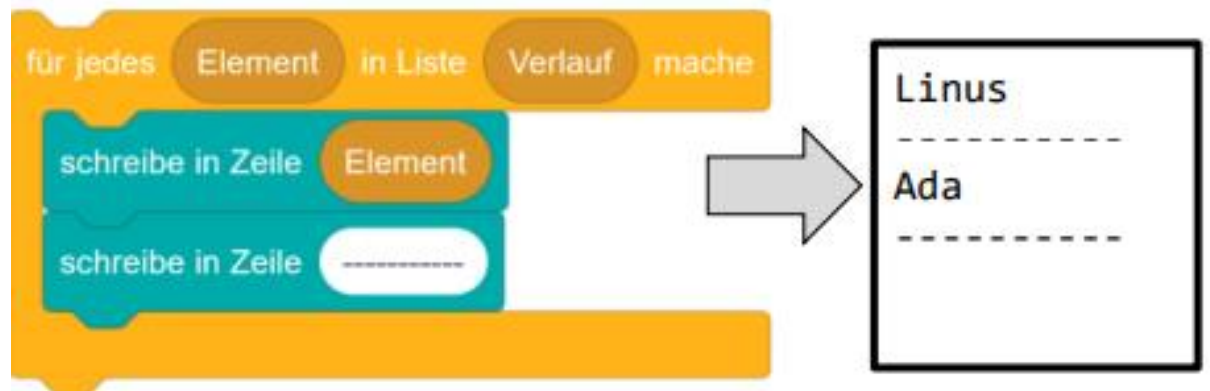 für jedes Element in Liste Verlauf mache
schreibe in Zeile Element
schreibe in Zeile -----------
Linus
----------
Ada
----------